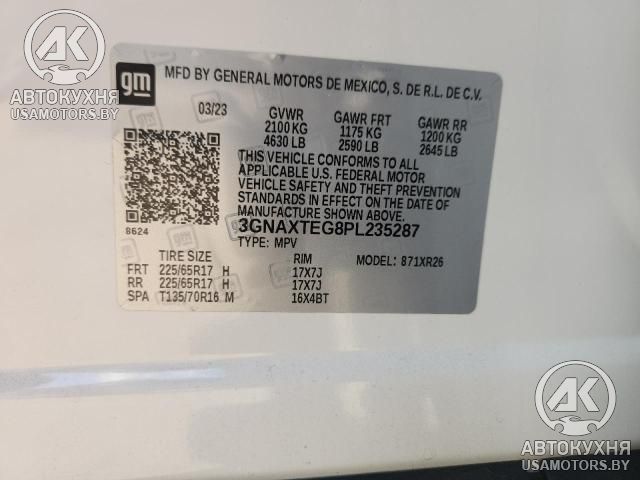 AK
АВТОКУХНЯ
USAMOTORS.BY
gm
MFD BY GENERAL MOTORS DE MEXICO, S. DE R.L. DE C.V.
03/23 GVWR GAWR FRT GAWR RR
2100 KG 1175 KG 1200 KG
4630 LB 2590 LB 2645 LB
THIS VEHICLE CONFORMS TO ALL
APPLICABLE U.S. FEDERAL MOTOR
VEHICLE SAFETY AND THEFT PREVENTION
STANDARDS IN EFFECT ON THE DATE OF
MANUFACTURE SHOWN ABOVE.
8624
3GNAXTEG8PL235287
TYPE: MPV
MODEL: 871XR26
TIRE SIZE RIM
FRT 225/65R17 H 17X7J
RR 225/65R17 H 17X7J
SPA T135/70R16 M 16X4BT
AK
АВТОКУХНЯ
USAMOTORS.BY